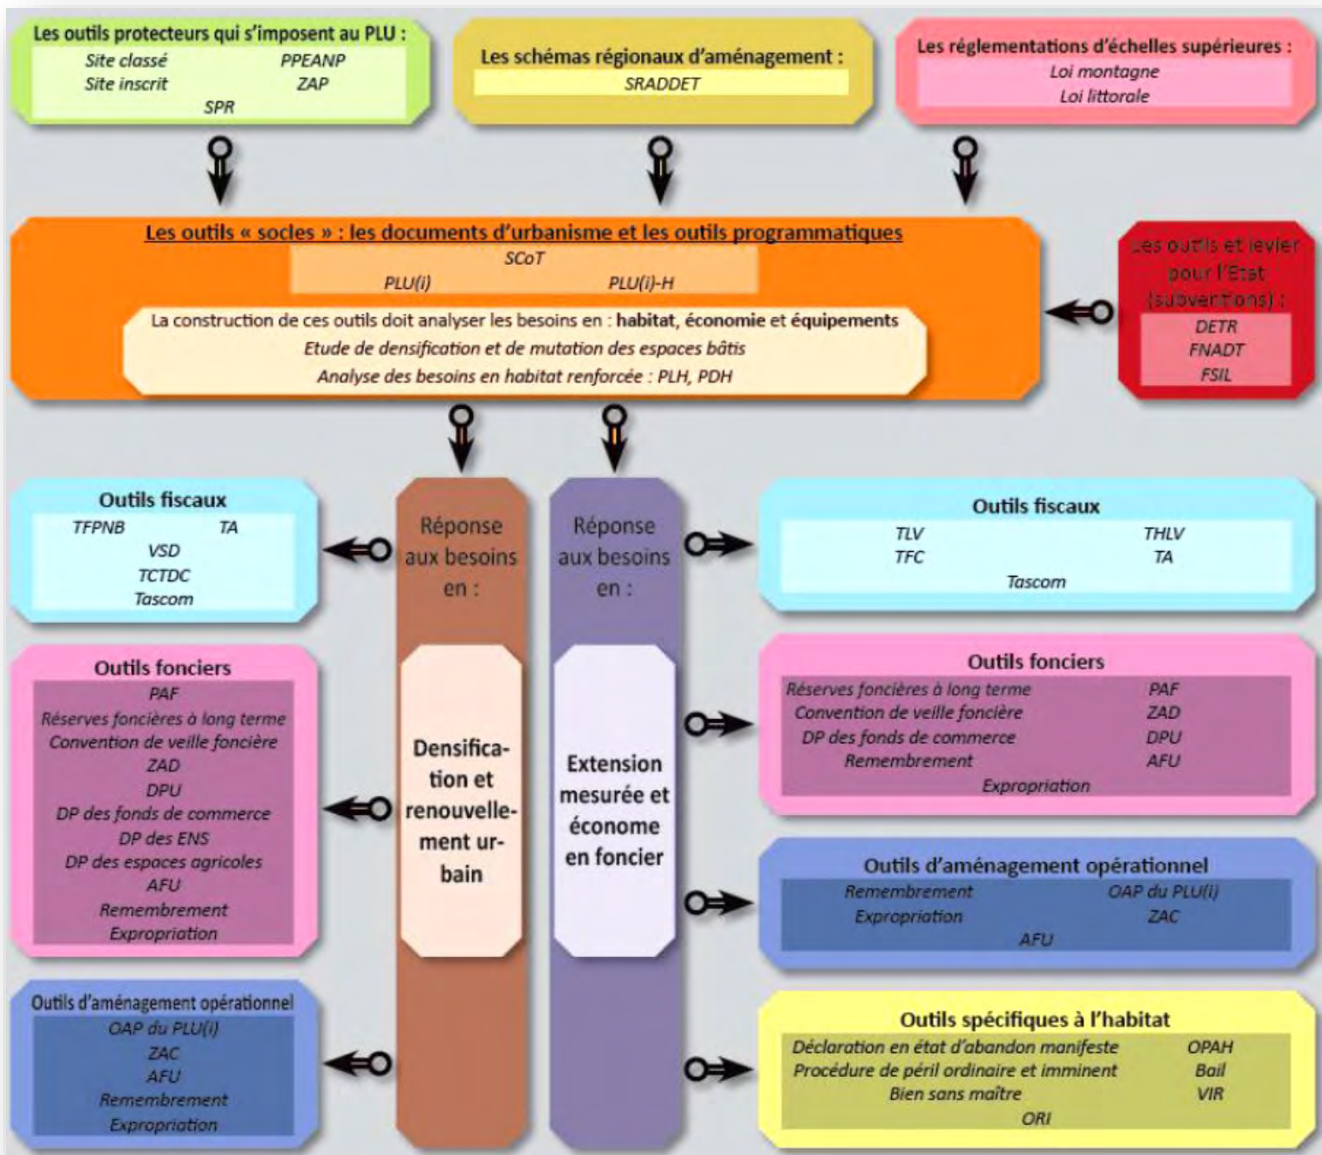 Les outils protecteurs qui s'imposent au PLU :
Site classé PPEANP
Site inscrit ZAP
SPR
Les schémas régionaux d'aménagement :
SRADDET
Les réglementations d'échelles supérieures :
Loi montagne
Loi littorale
Les outils « socles » : les documents d'urbanisme et les outils programmatiques
SCoT
PLU(i) PLU(i)-H
La construction de ces outils doit analyser les besoins en : habitat, économie et équipements
Etude de densification et de mutation des espaces bâtis
Analyse des besoins en habitat renforcée : PLH, PDH
Les outils et levier
pour l'Etat
(subventions) :
DETR
FNADT
FSIL
Outils fiscaux
TFPNB TA
VSD
TCTDC
Tascom
Outils fonciers
PAF
Réserves foncières à long terme
Convention de veille foncière
ZAD
DPU
DP des fonds de commerce
DP des ENS
DP des espaces agricoles
AFU
Remembrement
Expropriation
Outils d'aménagement opérationnel
OAP du PLU(i)
ZAC
AFU
Remembrement
Expropriation
Réponse
aux besoins
en :
Densifica-
tion et
renouvelle-
ment ur-
bain
Réponse
aux besoins
en :
Extension
mesurée et
économe
en foncier
Outils fiscaux
TLV THLV
TFC TA
Tascom
Outils fonciers
Réserves foncières à long terme PAF
Convention de veille foncière ZAD
DP des fonds de commerce DPU
Remembrement AFU
Expropriation
Outils d'aménagement opérationnel
Remembrement OAP du PLU(i)
Expropriation ZAC
AFU
Outils spécifiques à l'habitat
Déclaration en état d'abandon manifeste OPAH
Procédure de péril ordinaire et imminent Bail
Bien sans maître VIR
ORI